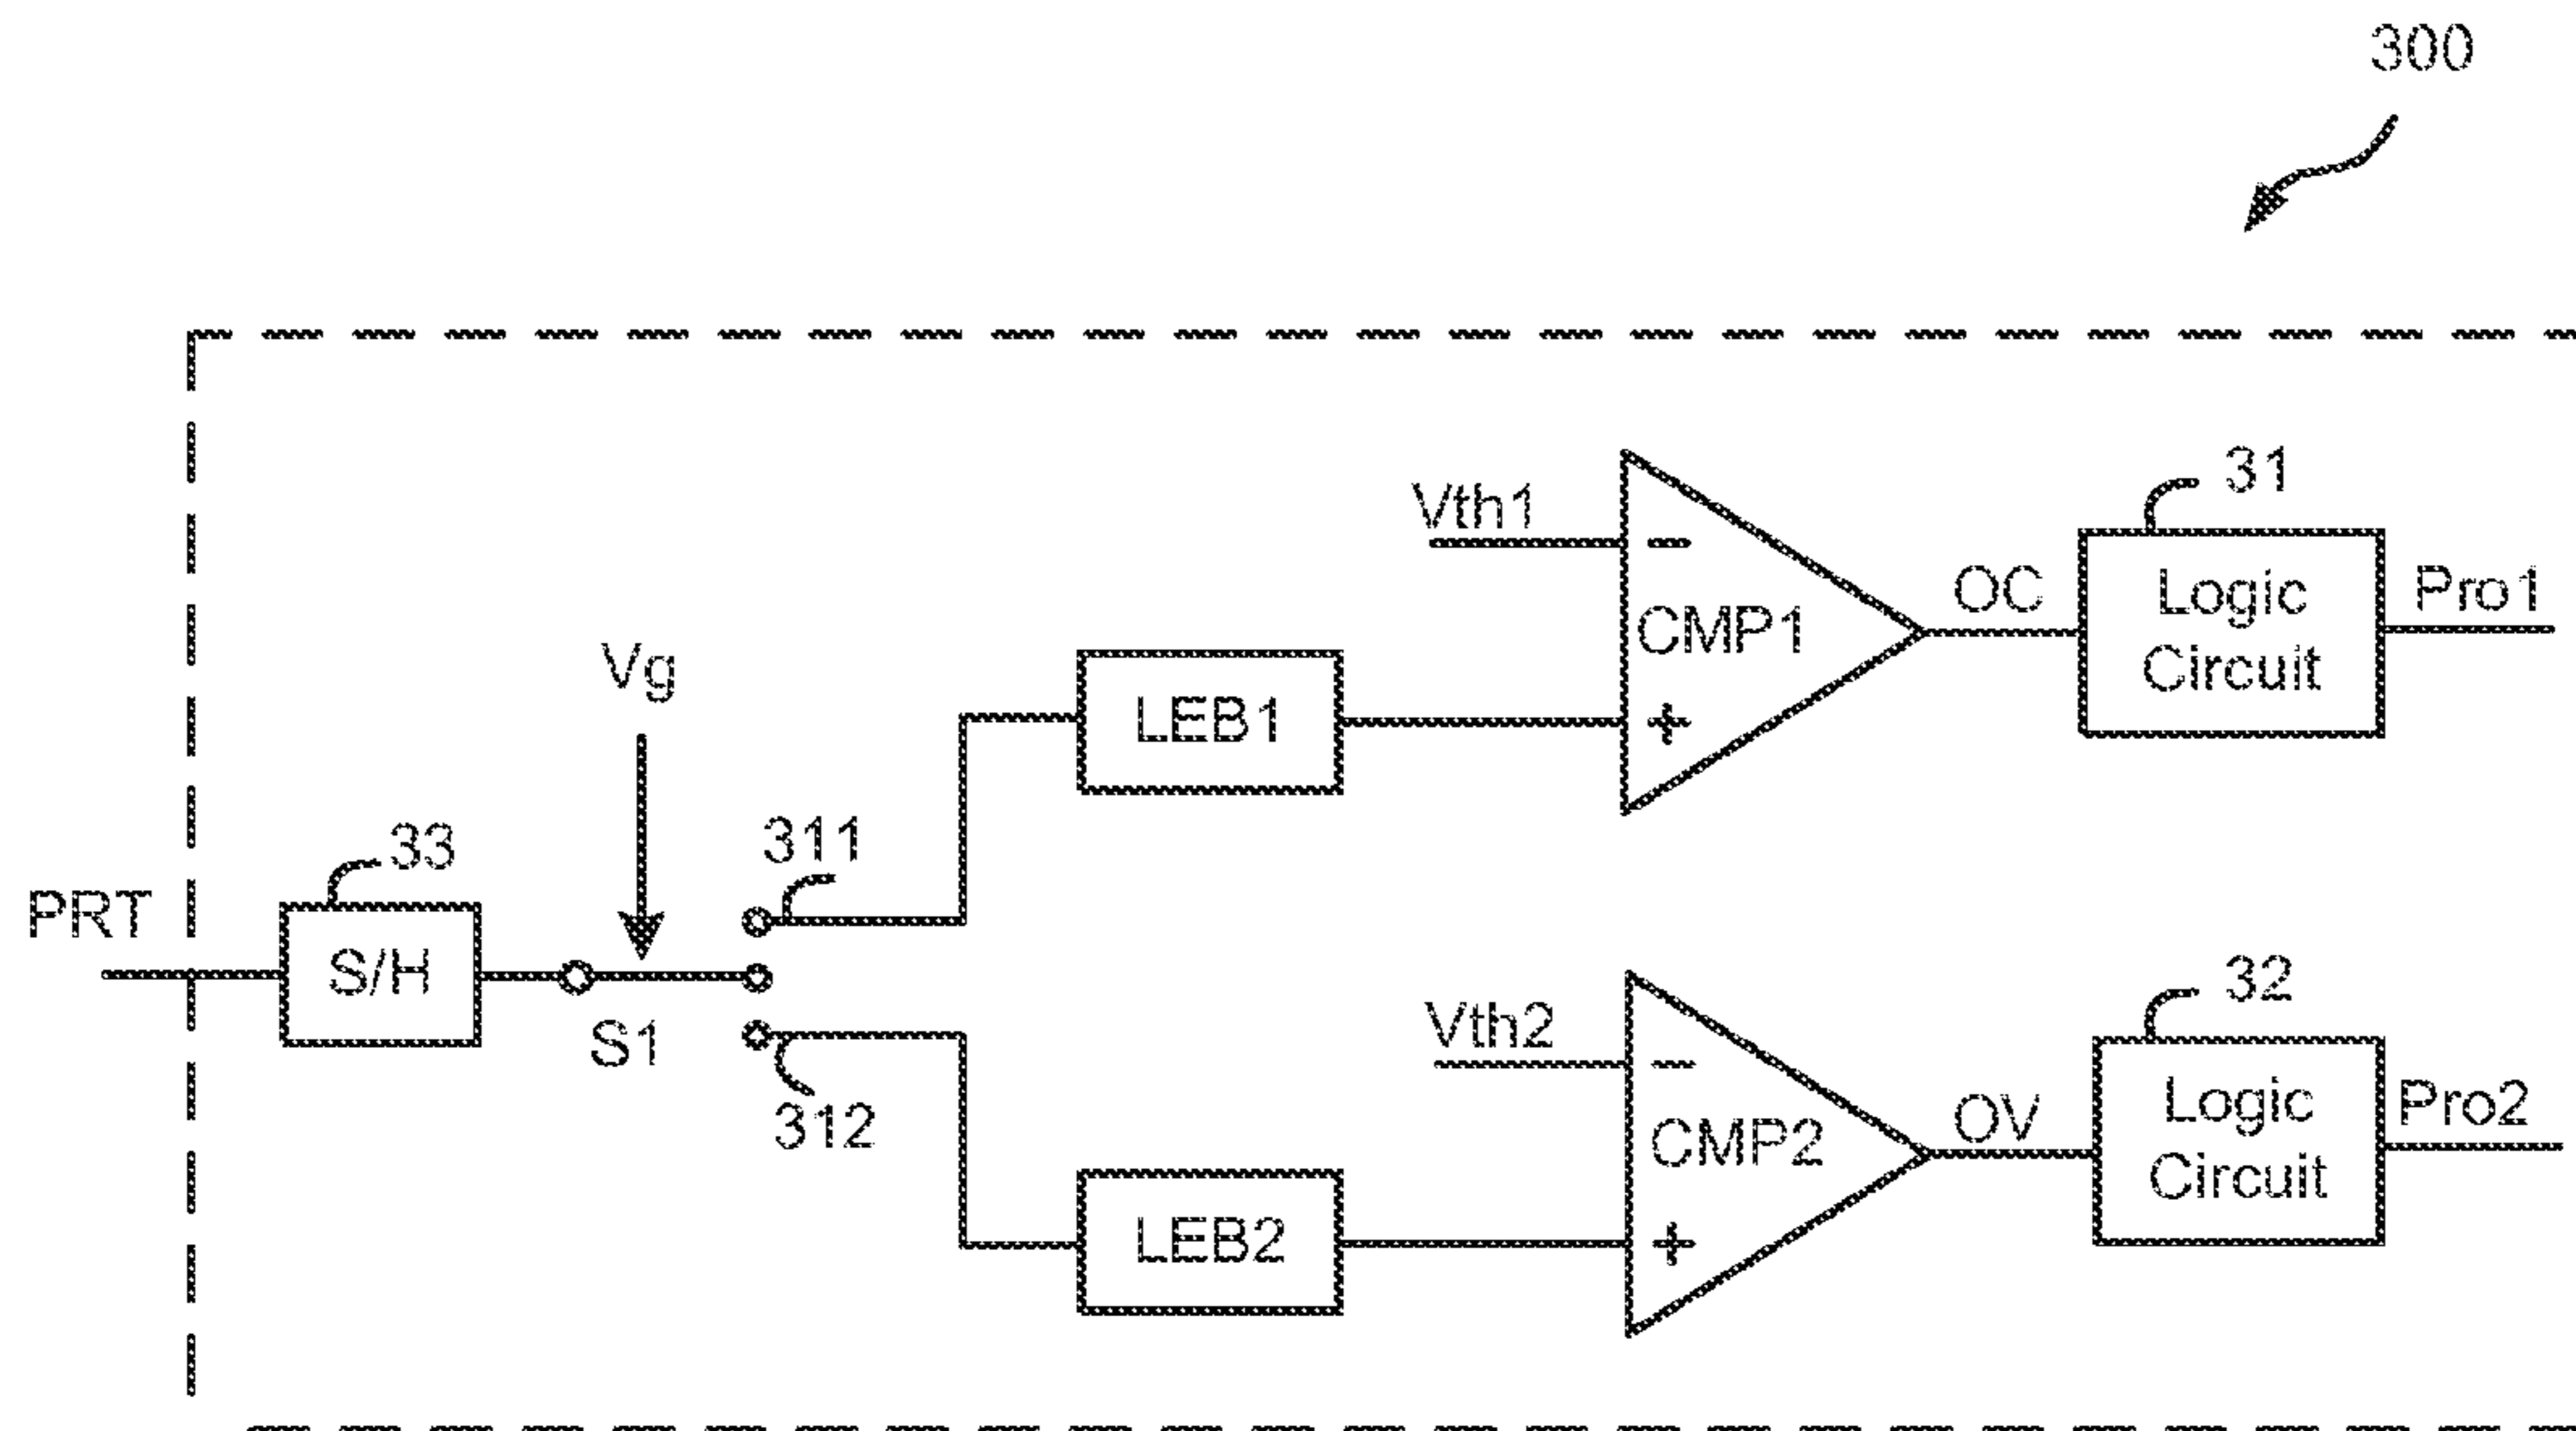 300
Vth1
-
CMP1
+
OC
31
Logic
Circuit
Pro1
Vg
LEB1
311
33
PRT
S/H
S1
312
Vth2
-
CMP2
+
OV
32
Logic
Circuit
Pro2
LEB2